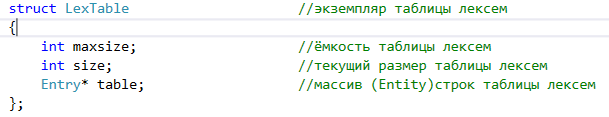 struct LexTable //экземпляр таблицы лексем
{
int maxsize; //ёмкость таблицы лексем
int size; //текущий размер таблицы лексем
Entry* table; //массив (Entity)строк таблицы лексем
};